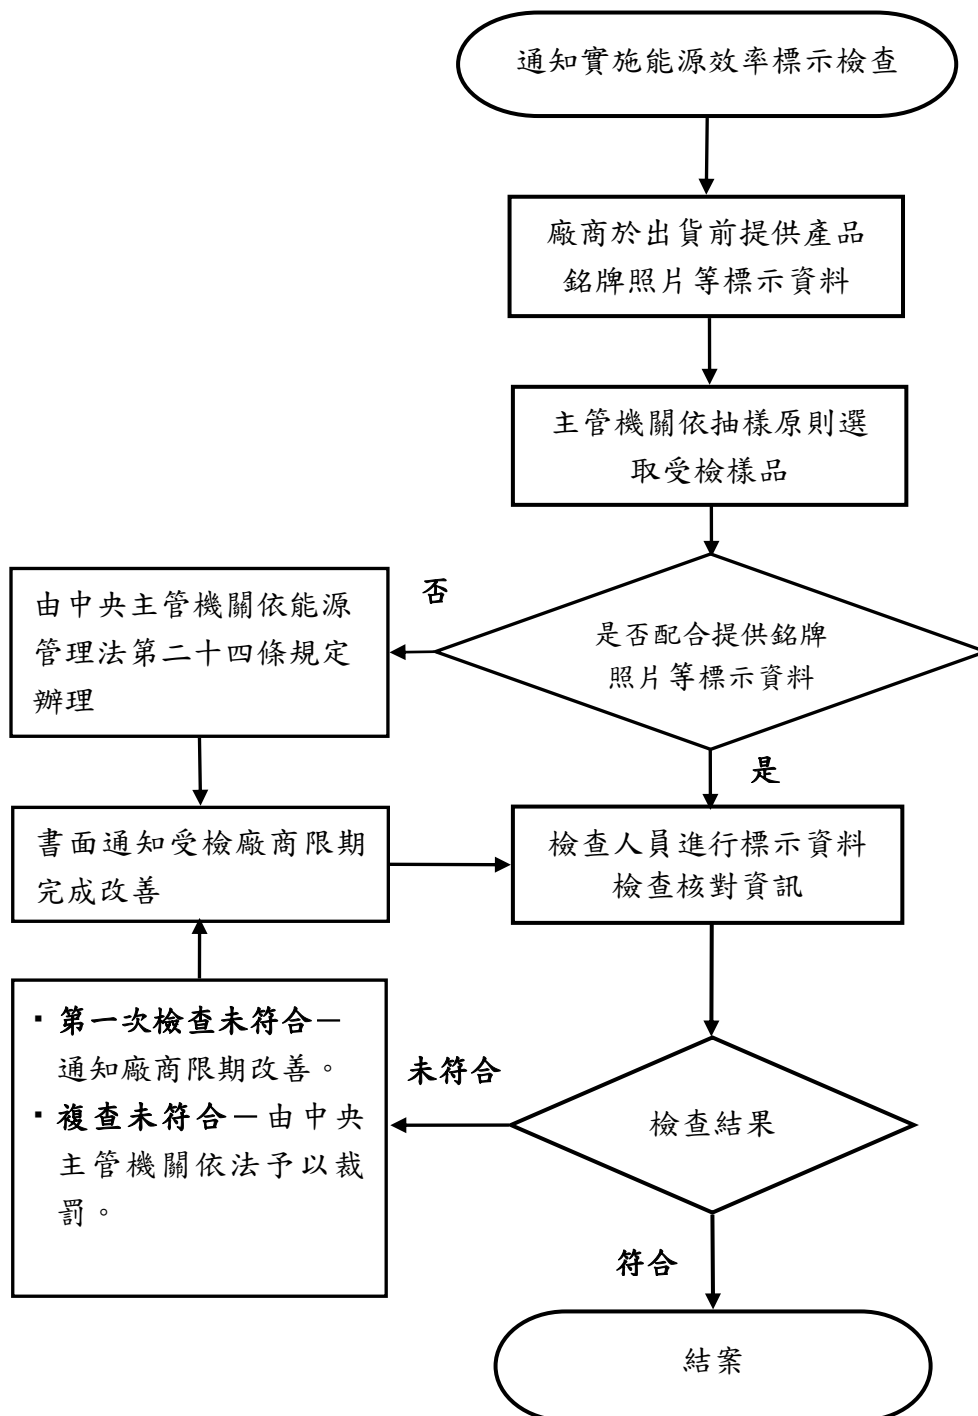 通知實施能源效率標示檢查
廠商於出貨前提供產品
銘牌照片等標示資料
主管機關依抽樣原則選
取受檢樣品
是否配合提供銘牌
照片等標示資料
否
由中央主管機關依能源
管理法第二十四條規定
辦理
是
書面通知受檢廠商限期
完成改善
檢查人員進行標示資料
檢查核對資訊
▪ 第一次檢查未符合－
通知廠商限期改善。
▪ 複查未符合－由中央
主管機關依法予以裁
罰。
未符合
檢查結果
符合
結案